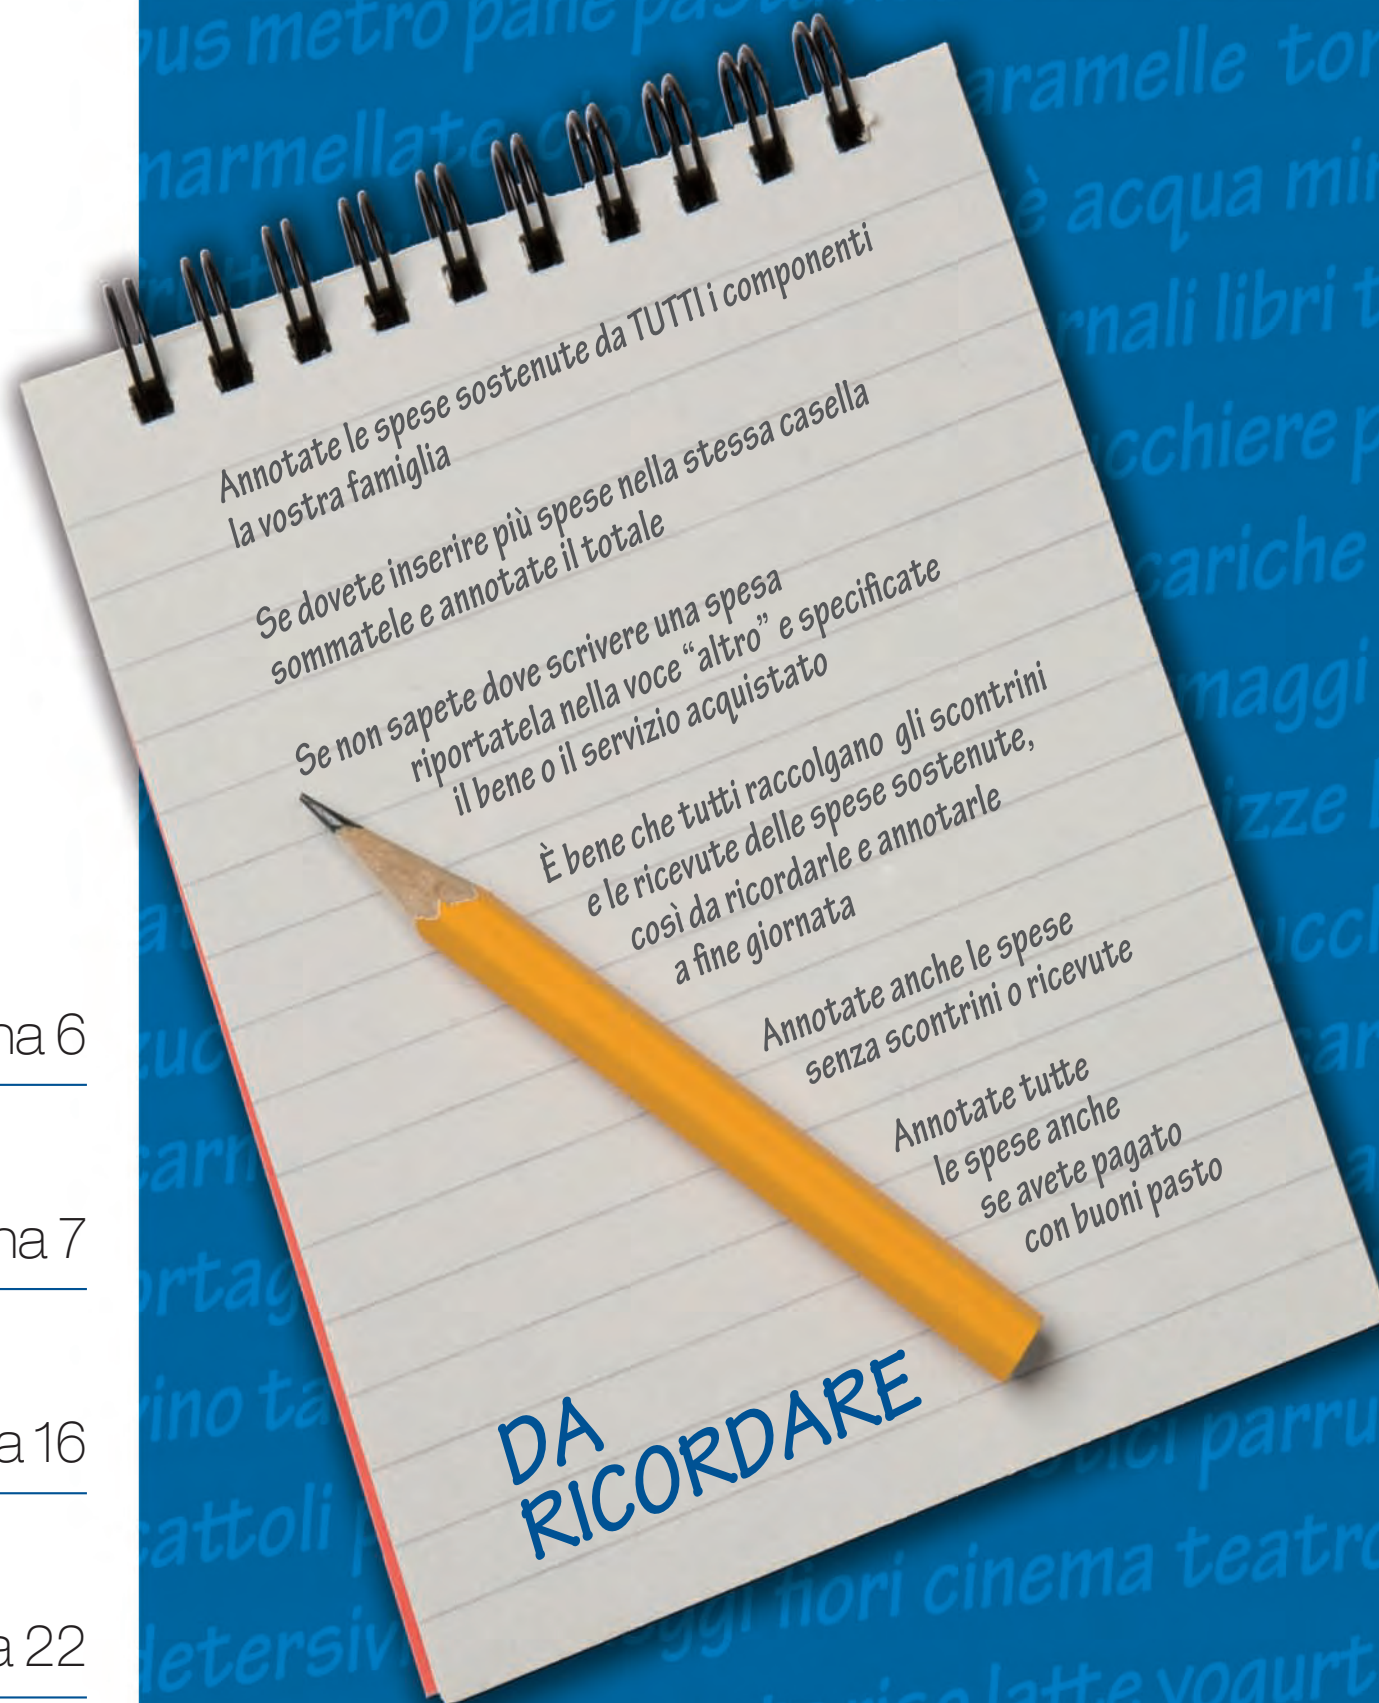 Annotate le spese sostenute da TUTTI i componenti
la vostra famiglia
Se dovete inserire più spese nella stessa casella
sommatele e annotate il totale
Se non sapete dove scrivere una spesa
riportatela nella voce "altro" e specificate
il bene o il servizio acquistato
È bene che tutti raccolgano gli scontrini
e le ricevute delle spese sostenute,
così da ricordarle e annotarle
a fine giornata
Annotate anche le spese
senza scontrini o ricevute
Annotate tutte
le spese anche
se avete pagato
con buoni pasto
DA
RICORDARE
6
7
16
22
metro pane
acqua
libri
fiori cinema teatro
latte yogurt